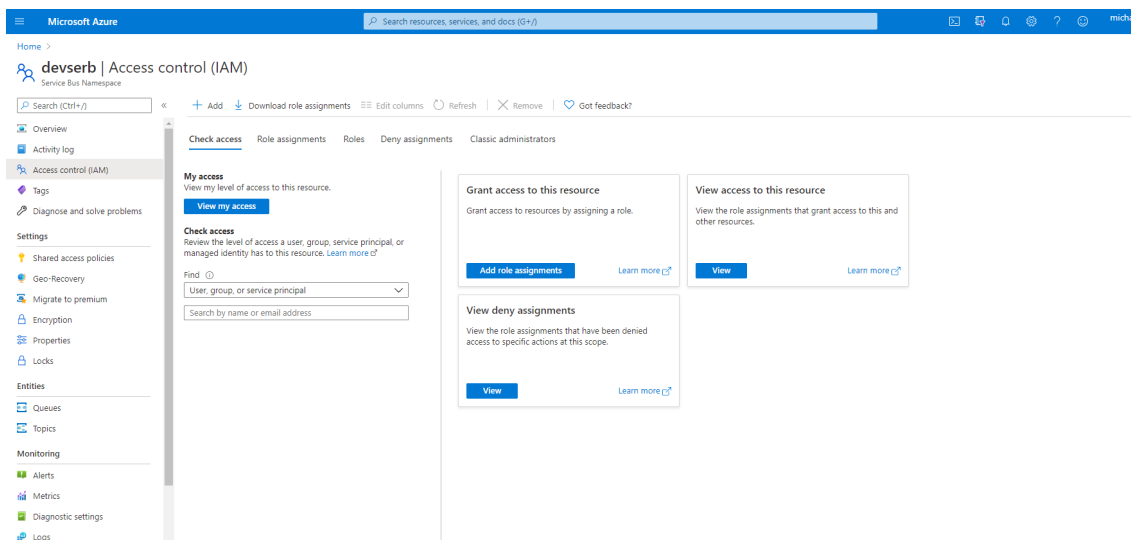 Microsoft Azure
Search resources, services, and docs (G+/)
Home >
devserb | Access control (IAM)
Service Bus Namespace
Search (Ctrl+/)
«
Add
Download role assignments
Edit columns
Refresh
Remove
Got feedback?
Overview
Activity log
Access control (IAM)
Tags
Diagnose and solve problems
Settings
Shared access policies
Geo-Recovery
Migrate to premium
Encryption
Properties
Locks
Entities
Queues
Topics
Monitoring
Alerts
Metrics
Diagnostic settings
Logs
Check access
Role assignments
Roles
Deny assignments
Classic administrators
My access
View my level of access to this resource.
View my access
Check access
Review the level of access a user, group, service principal, or
managed identity has to this resource. Learn more
Find
User, group, or service principal
Search by name or email address
Grant access to this resource
Grant access to resources by assigning a role.
Add role assignments
Learn more
View access to this resource
View the role assignments that grant access to this and
other resources.
View
Learn more
View deny assignments
View the role assignments that have been denied
access to specific actions at this scope.
View
Learn more